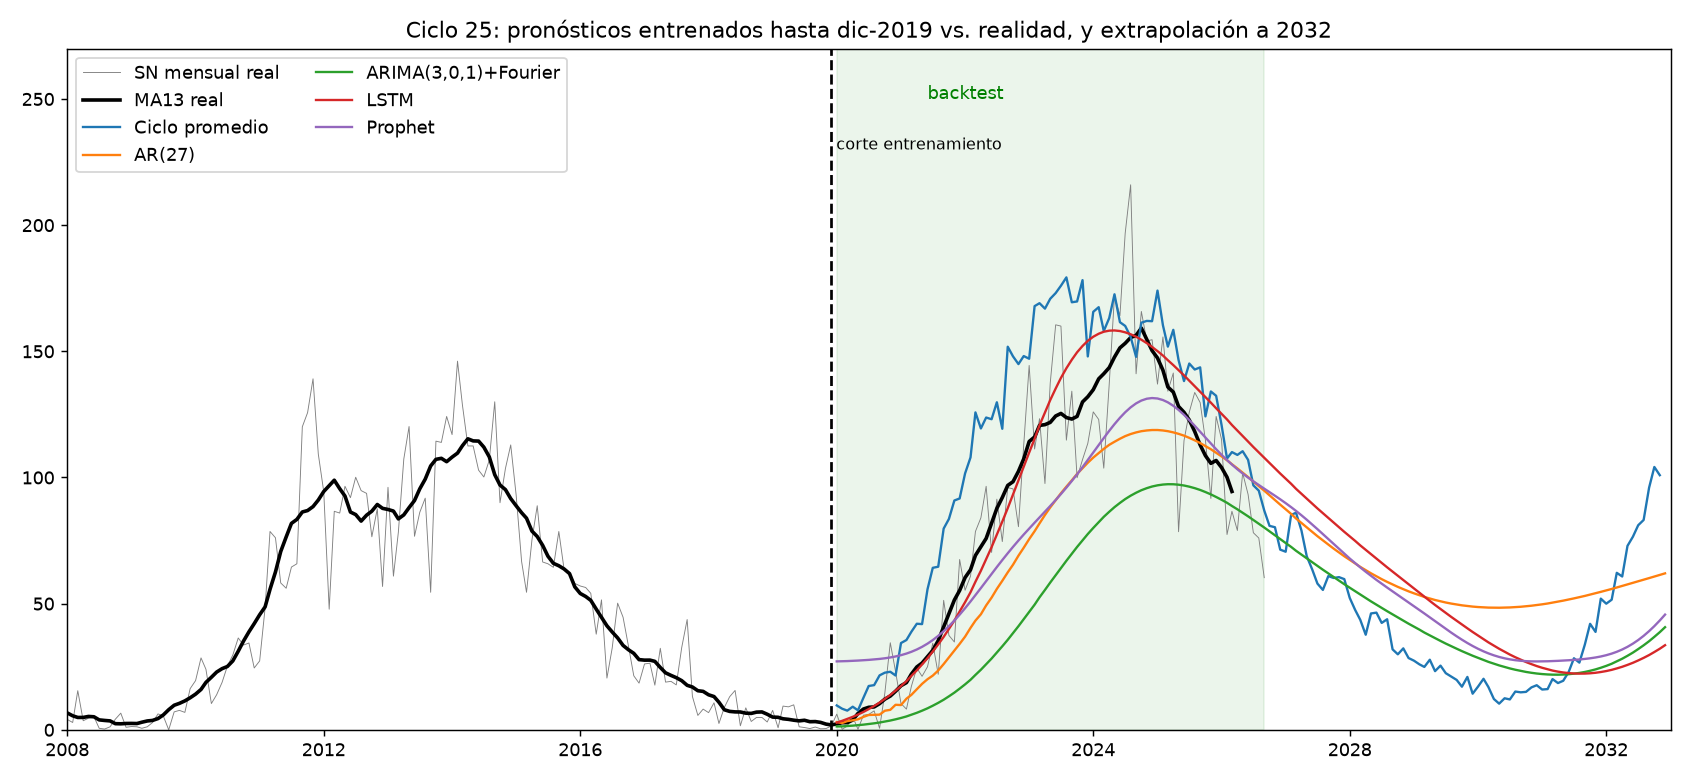 Ciclo 25: pronósticos entrenados hasta dic-2019 vs. realidad, y extrapolación a 2032
SN mensual real
MA13 real
Ciclo promedio
AR(27)
ARIMA(3,0,1)+Fourier
LSTM
Prophet
backtest
corte entrenamiento
250
200
150
100
50
0
2008
2012
2016
2020
2024
2028
2032